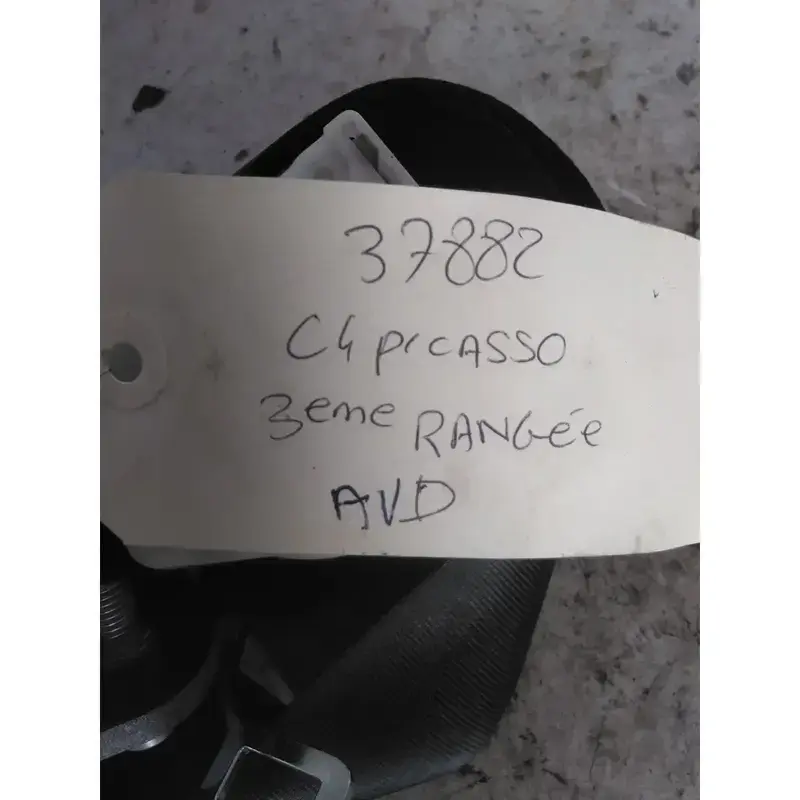 37882
C4 PICASSO
3eme RANGÉE
AVD